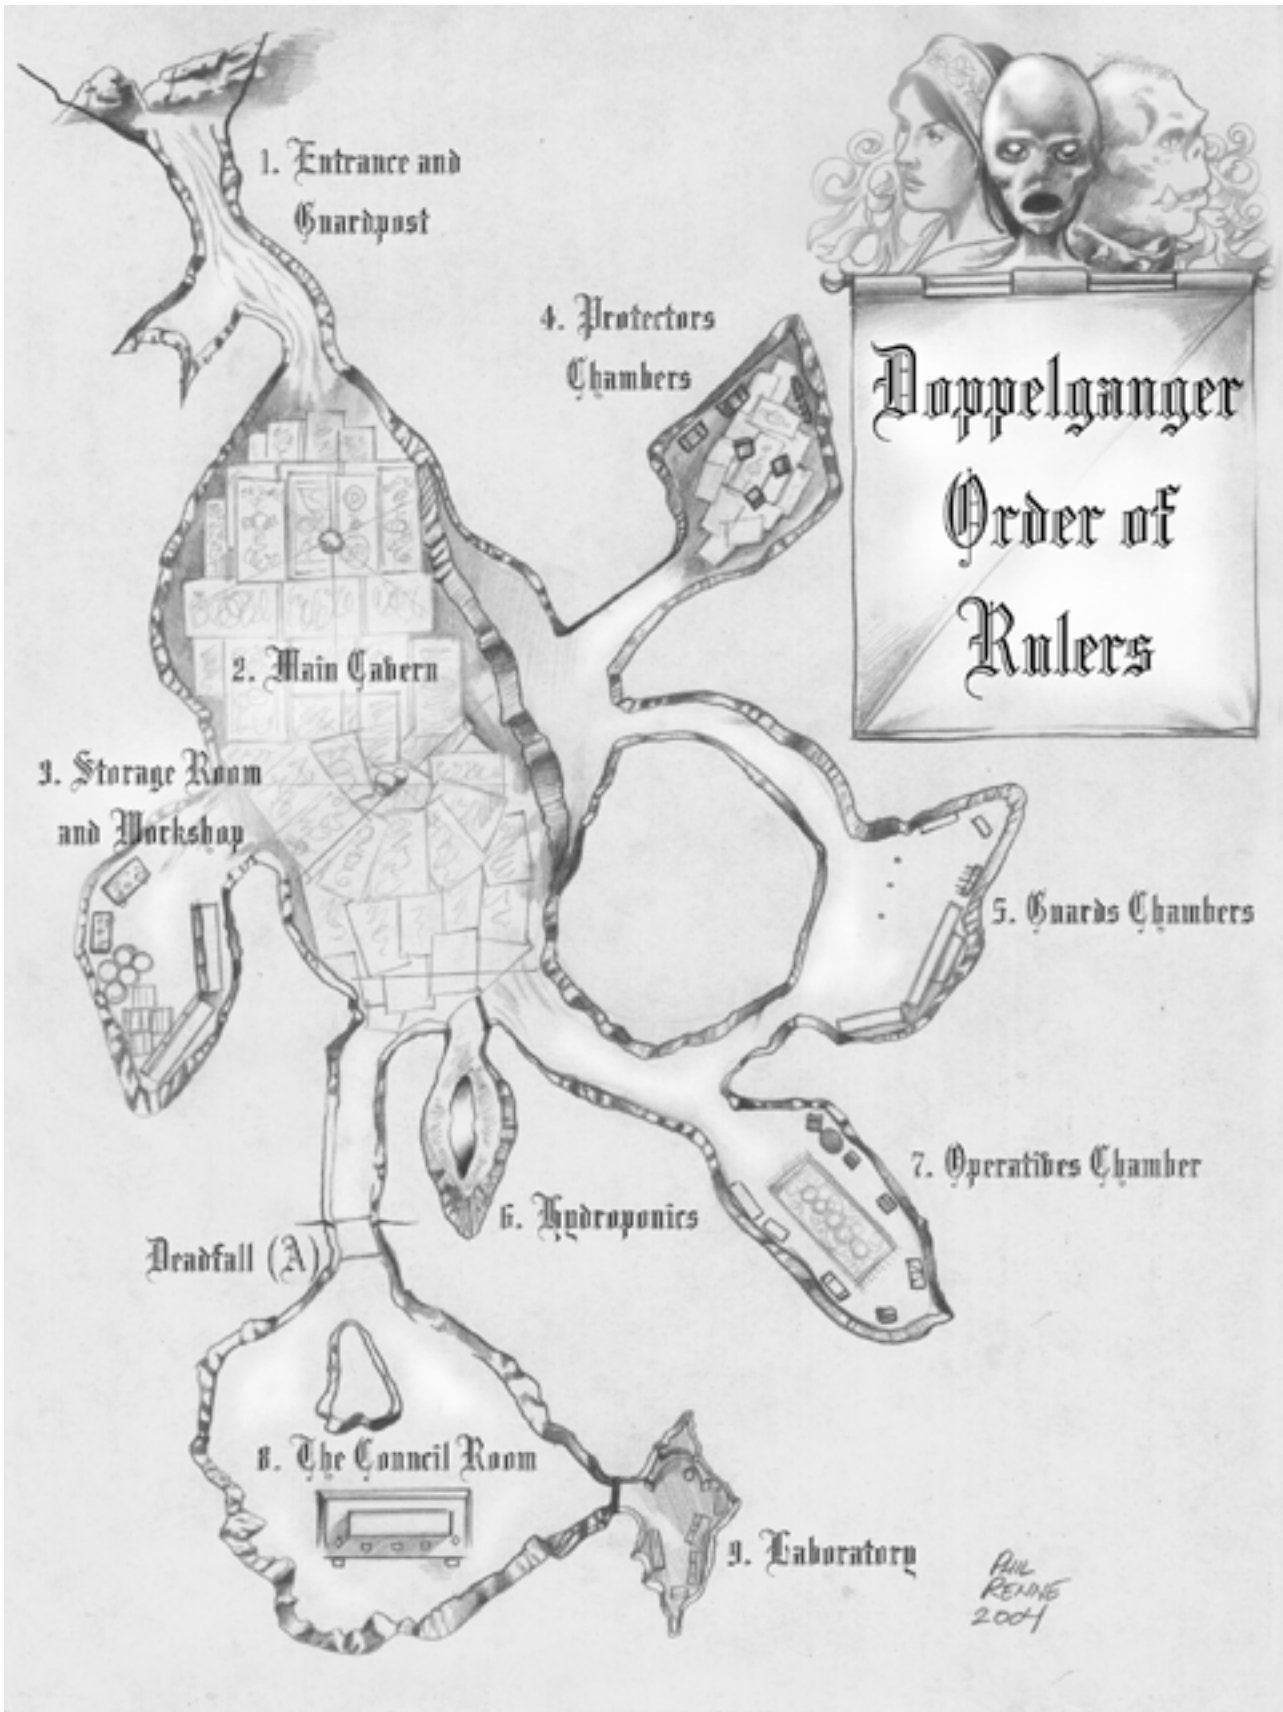 1. Entrance and
Guardpost
4. Protectors
Chambers
Doppelganger
Order of
Rulers
2. Main Cavern
3. Storage Room
and Workshop
5. Guards Chambers
7. Operatives Chamber
6. Hydroponics
Deadfall (A)
8. The Council Room
9. Laboratory
PHIL
RENNE
2004